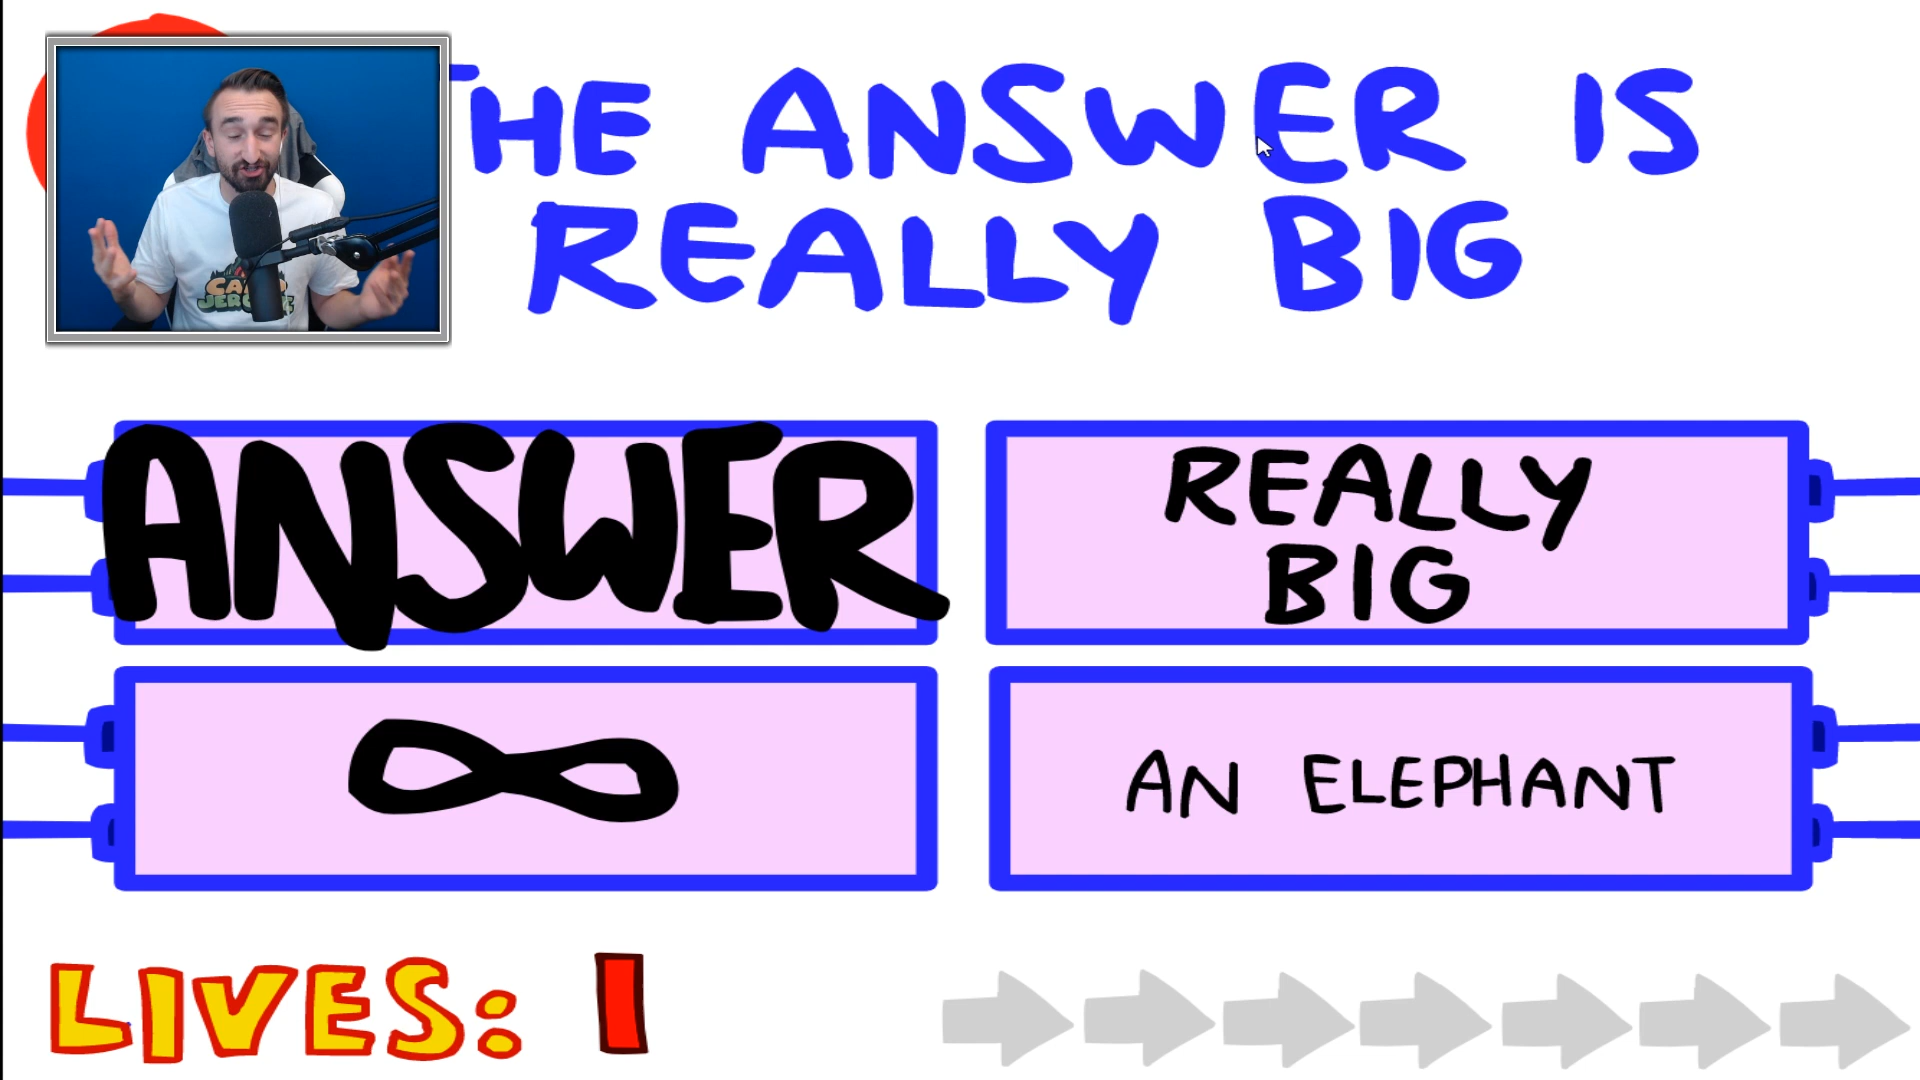 THE ANSWER IS
REALLY BIG
ANSWER
REALLY
BIG
∞
AN ELEPHANT
LIVES: 1